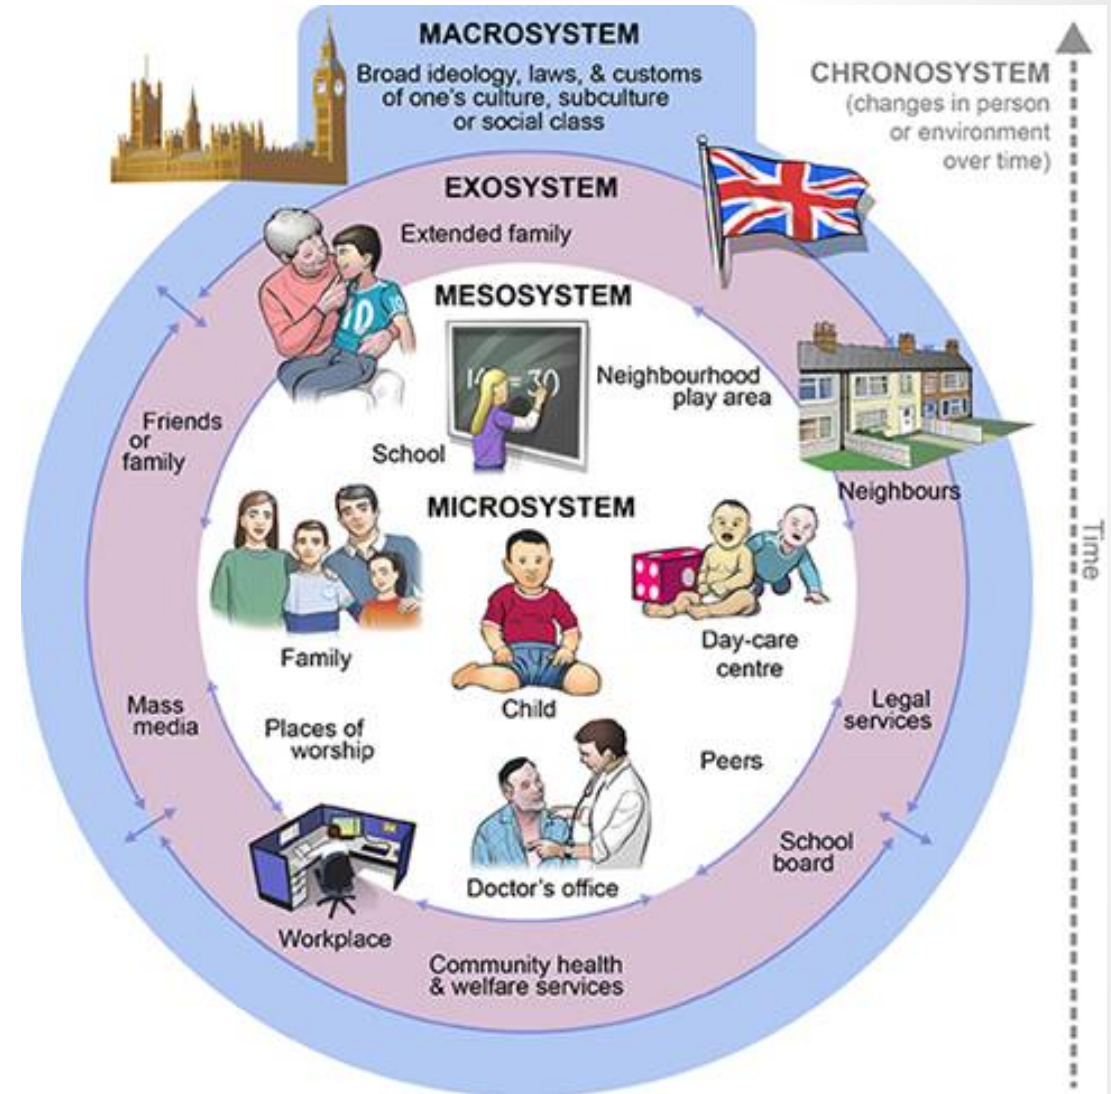 MACROSYSTEM
Broad ideology, laws, & customs
of one's culture, subculture
or social class
CHRONOSYSTEM
(changes in person
or environment
over time)
EXOSYSTEM
Extended family
MESOSYSTEM
10
Neighbourhood
play area
School
Friends
or
family
Neighbours
MICROSYSTEM
Time
Family
Day-care
centre
Child
Mass
media
Places of
worship
Legal
services
Peers
School
board
Doctor's office
Workplace
Community health
& welfare services